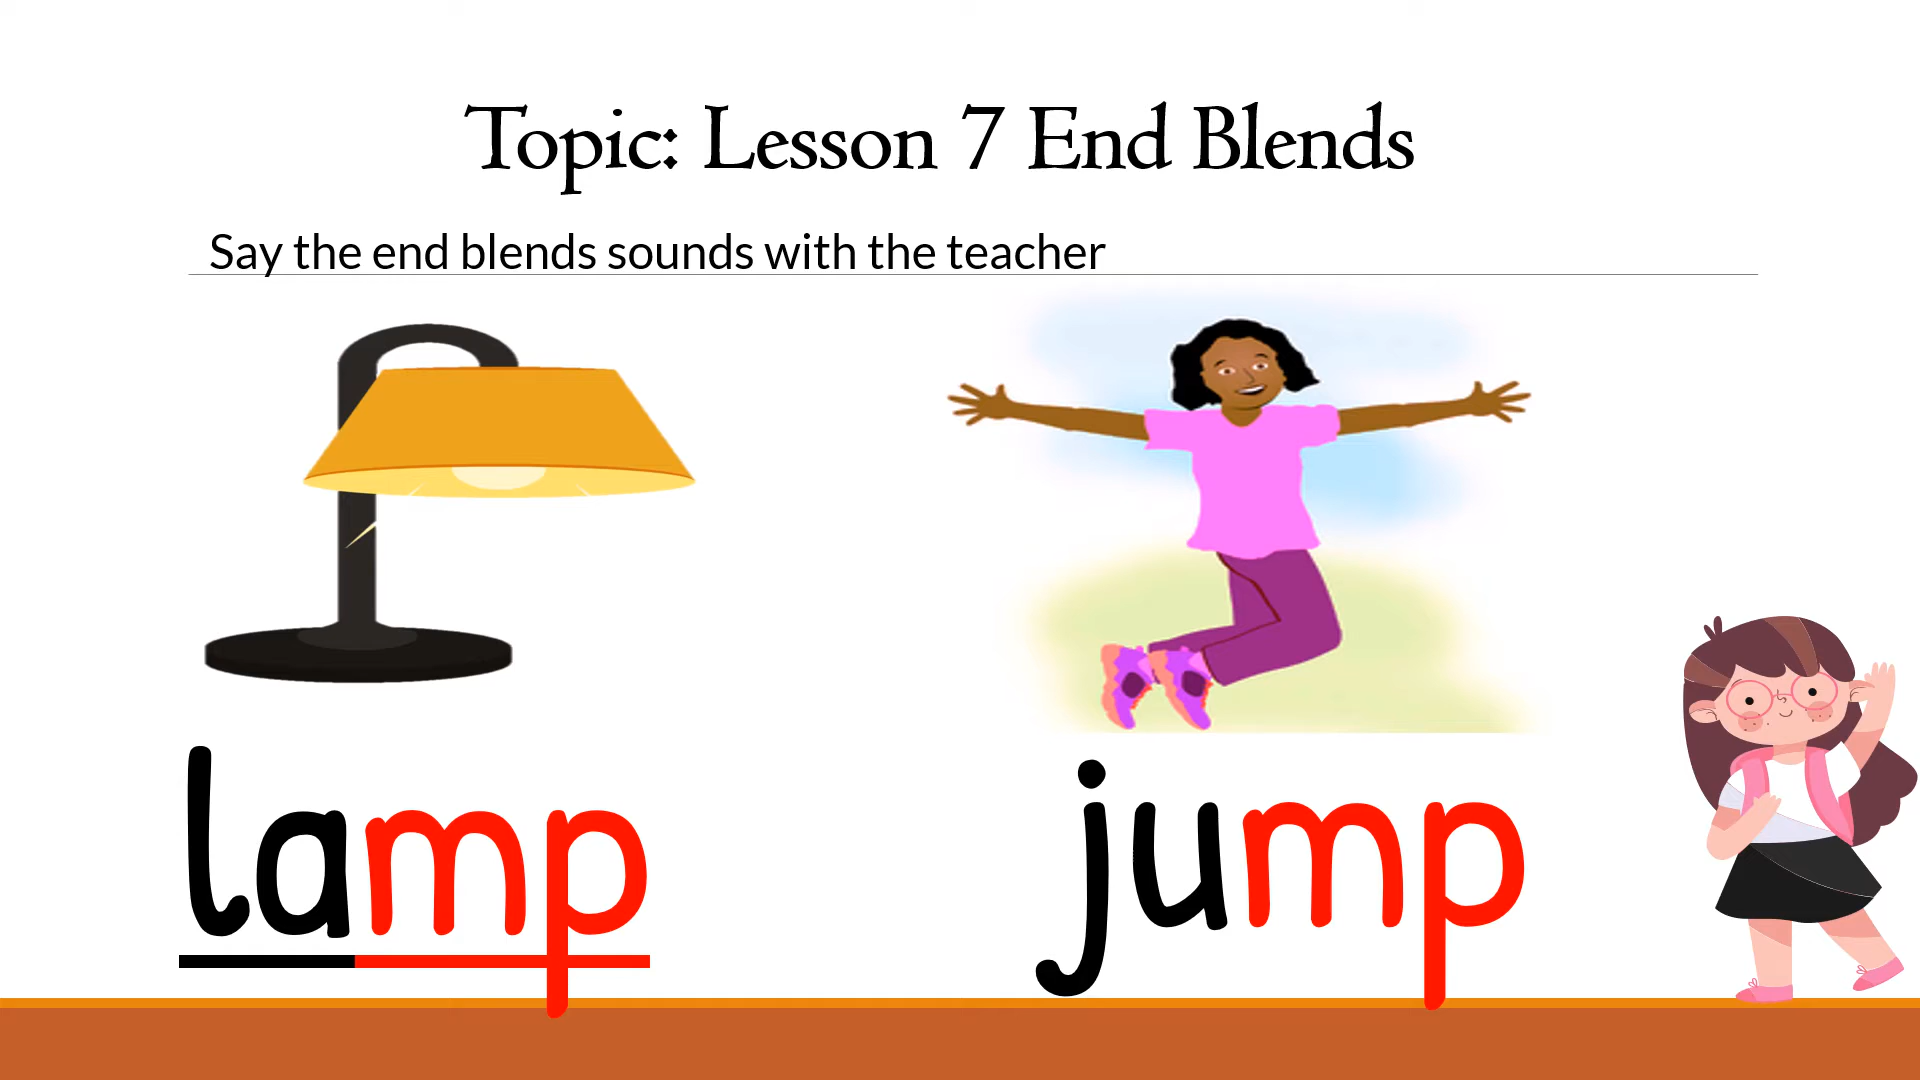 Topic: Lesson 7 End Blends
Say the end blends sounds with the teacher
lamp
jump